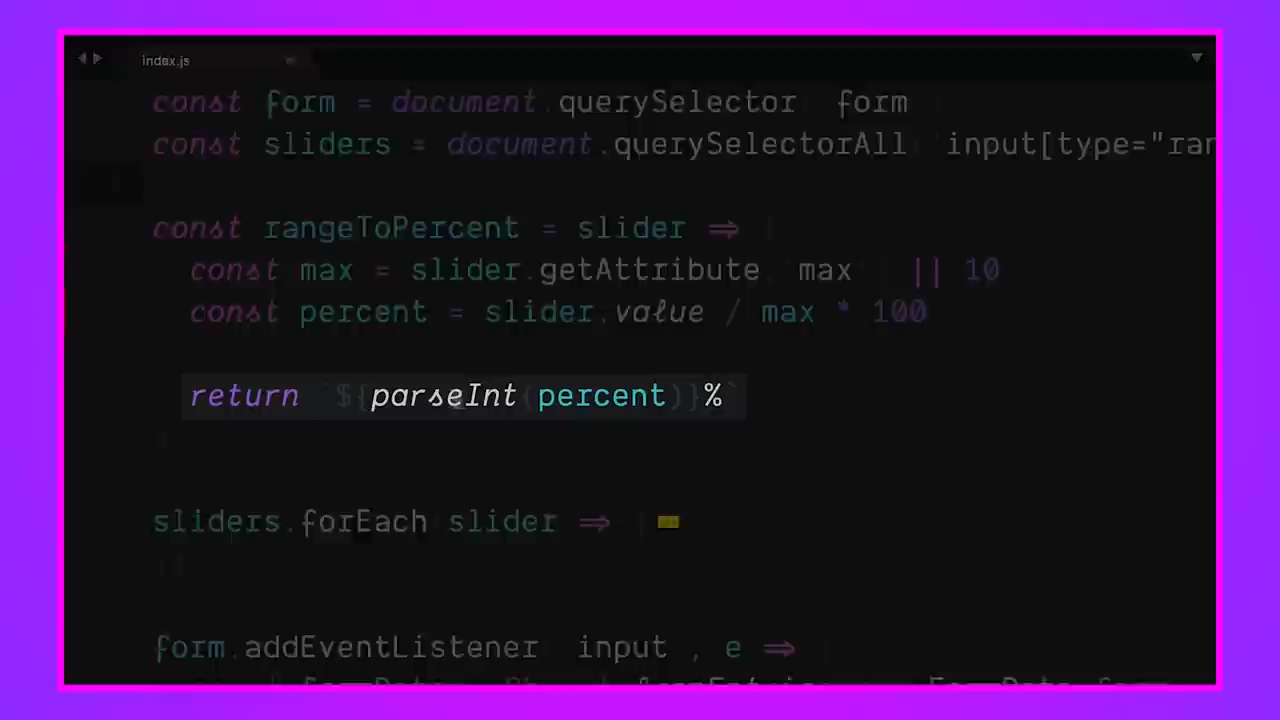 index.js
const form = document.querySelector form
const sliders = document.querySelectorAll input[type="ran
const rangeToPercent = slider =>
const max = slider.getAttribute max || 10
const percent = slider.value / max * 100
return `${parseInt(percent)}%`
sliders.forEach slider =>
form.addEventListener input , e =>